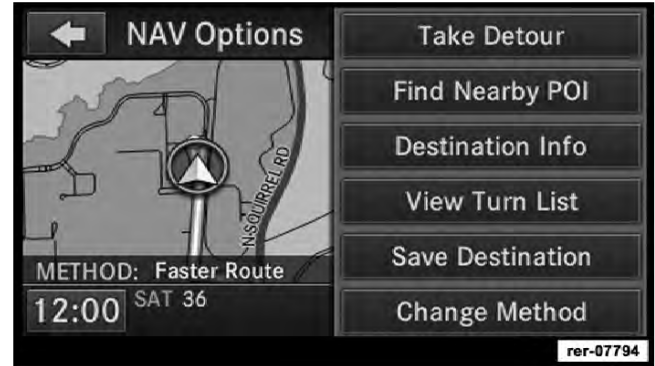 NAV Options
Take Detour
Find Nearby POI
Destination Info
View Turn List
Save Destination
Change Method
N.SQUIRREL RD
METHOD: Faster Route
12:00 SAT 36
rer-07794